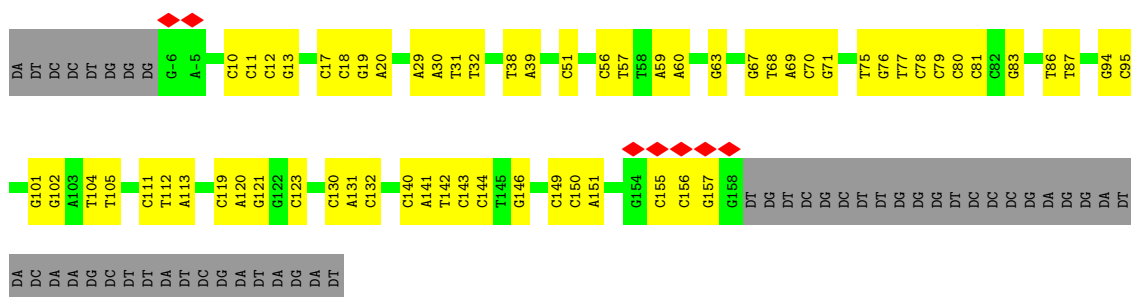 DA DT DC DC DT DG DG DG G-6 A-5 C10 C11 C12 G13 C17 C18 G19 A20 A29 A30 T31 T32 T38 A39 C51 C56 T57 T58 A59 A60 G63 G67 T68 A69 C70 G71 T75 G76 T77 G78 C79 C80 C81 C82 G83 T86 T87 G94 C95
G101 G102 A103 T104 T105 C111 T112 A113 C119 A120 G121 G122 C123 C130 A131 C132 C140 A141 T142 C143 C144 T145 G146 C149 C150 A151 G154 C155 C156 G157 G158 DT DG DT DC DG DC DT DT DG DG DG DT DC DC DC DG DA DG DG DA DT
DA DC DA DA DG DC DT DT DA DT DC DG DA DT DA DG DA DT